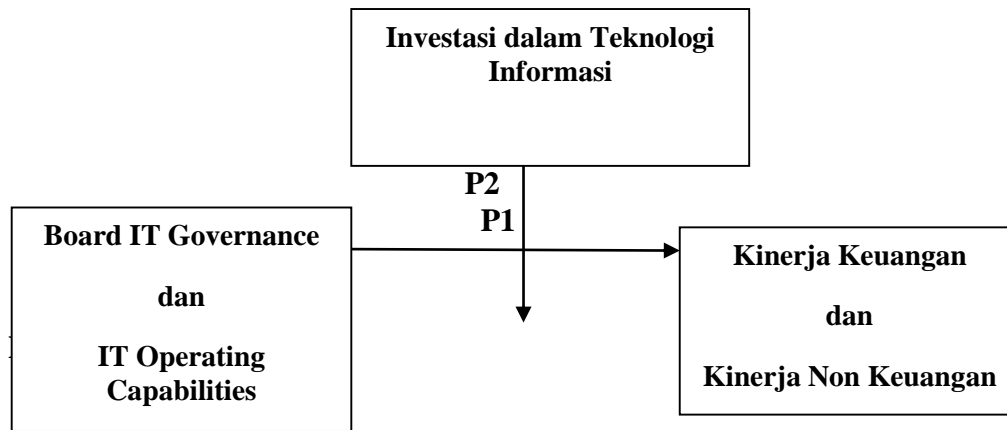 Investasi dalam Teknologi
Informasi
P2
P1
Board IT Governance
dan
IT Operating
Capabilities
Kinerja Keuangan
dan
Kinerja Non Keuangan